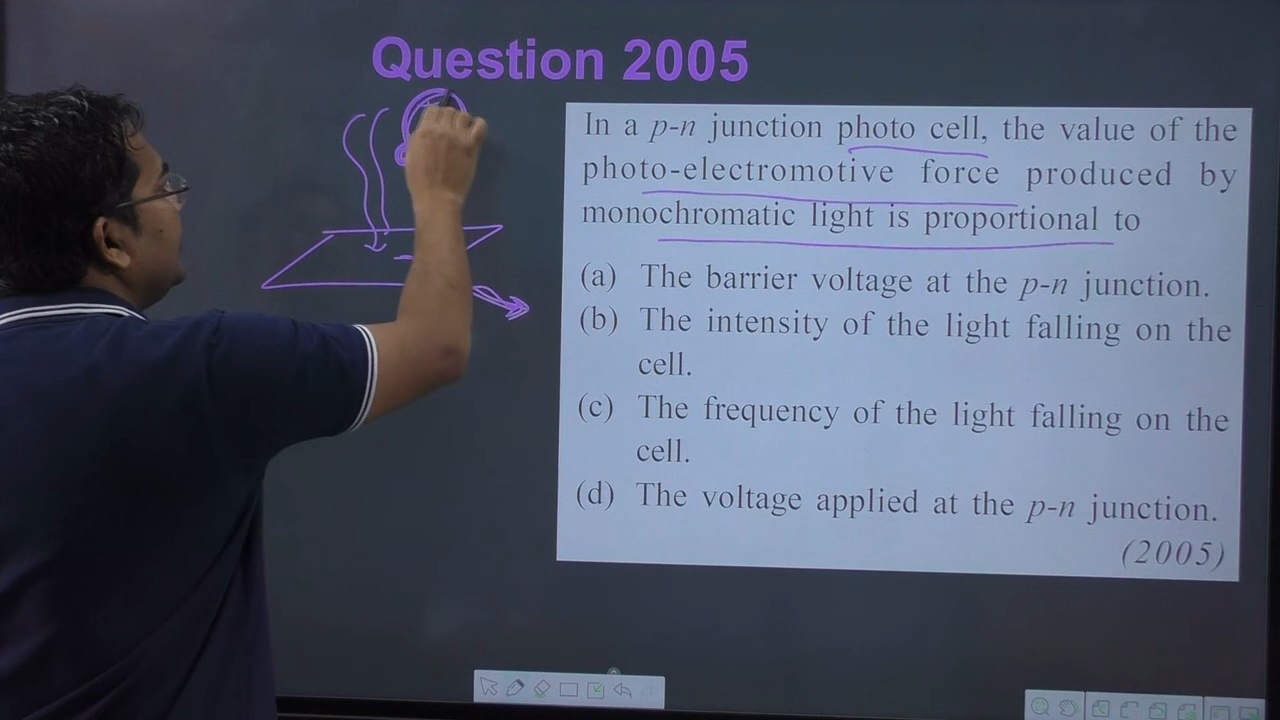 Question 2005
In a p-n junction photo cell, the value of the
photo-electromotive force produced by
monochromatic light is proportional to
(a) The barrier voltage at the p-n junction.
(b) The intensity of the light falling on the
cell.
(c) The frequency of the light falling on the
cell.
(d) The voltage applied at the p-n junction.
(2005)